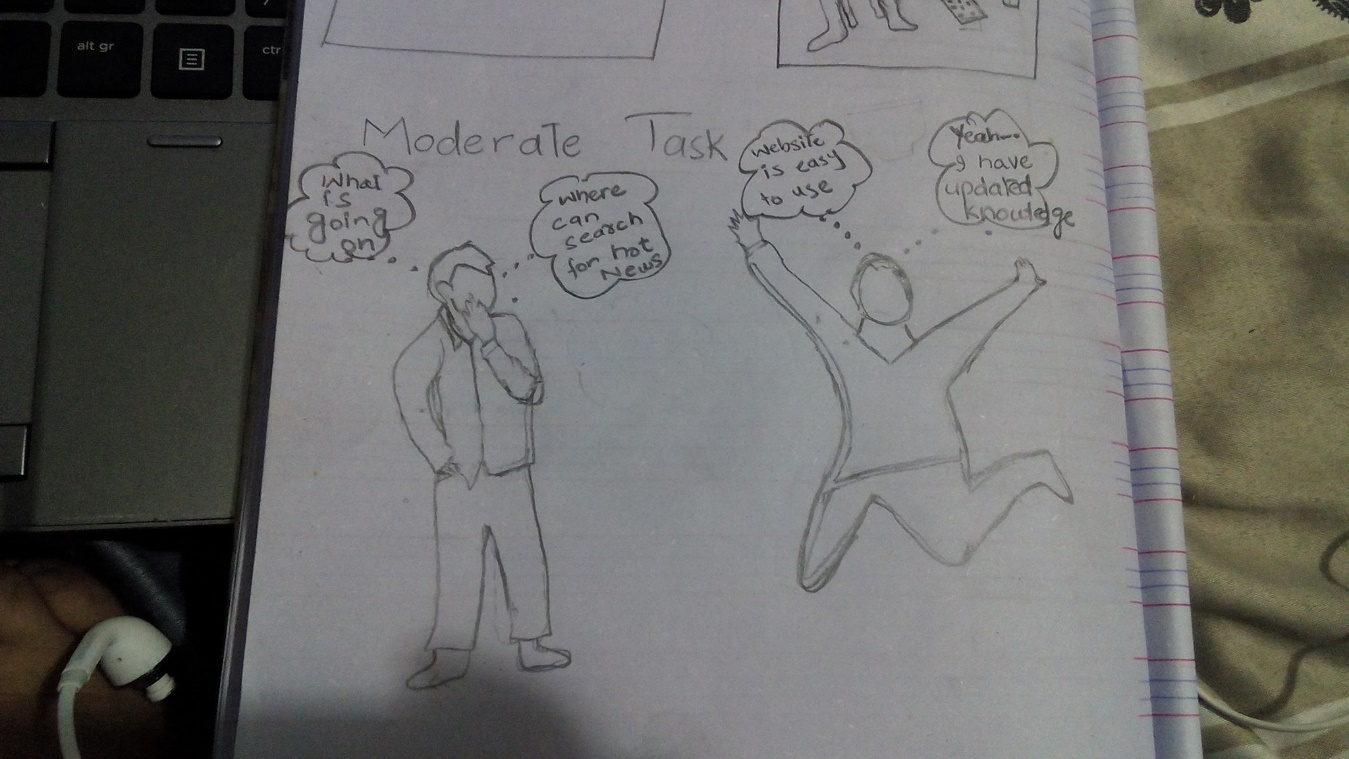 alt gr
ctr
Moderate Task
What
is
going
on
where
can
search
for hot
News
website
is easy
to use
Yeah....
I have
updated
knowledge